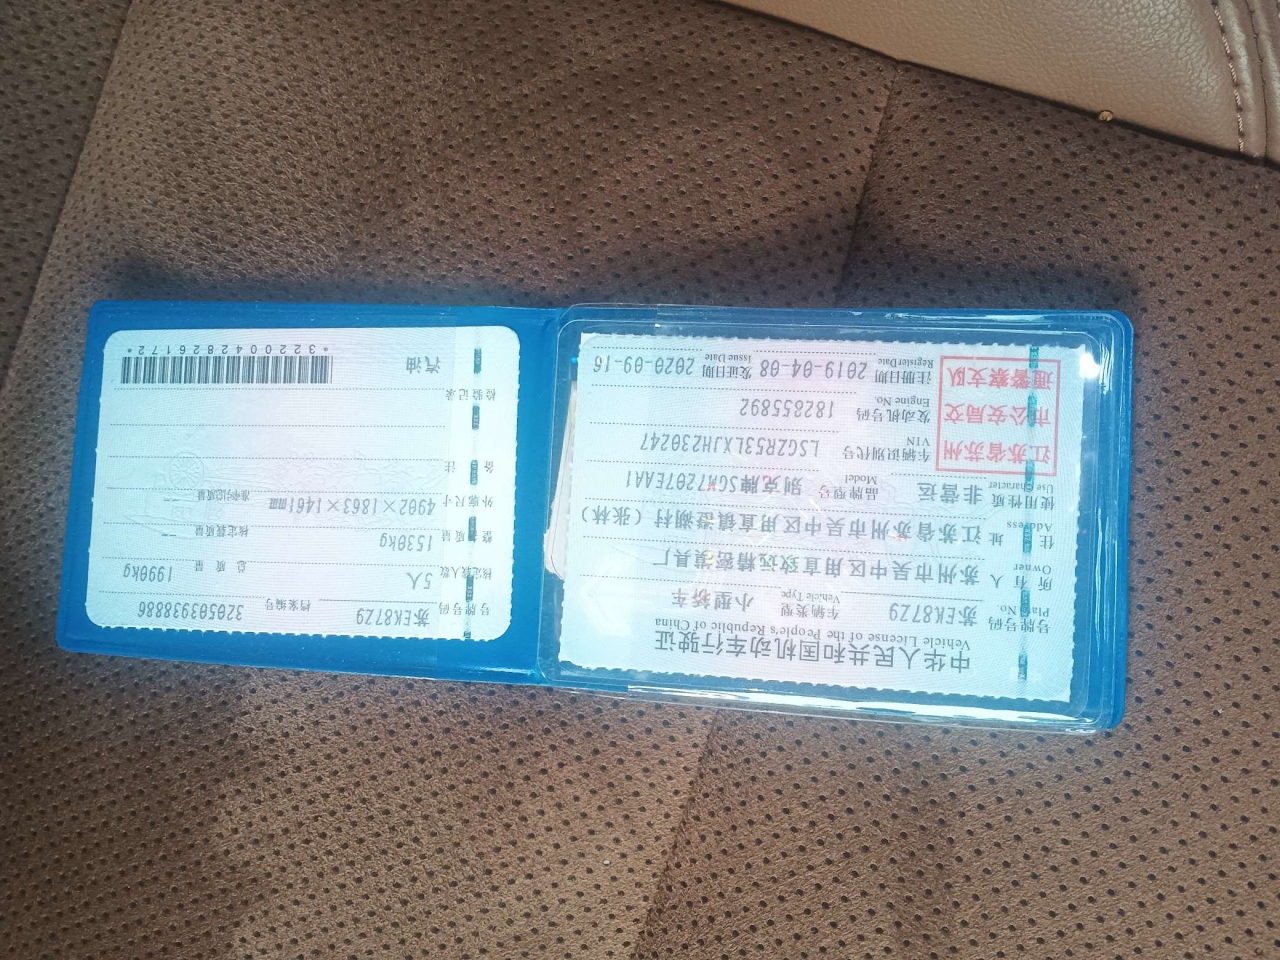 中华人民共和国机动车行驶证
Vehicle License of the People's Republic of China
号牌号码 苏EK87Z9 车辆类型 小型轿车
Plate No. Vehicle Type
所有人 苏州市吴中区甪直致远精密模具厂
Owner
住址 江苏省苏州市吴中区甪直镇澄湖村(张林)
Address
使用性质 非营运 品牌型号 别克牌SGM7207EAA1
Use Character Model
江苏省苏州
市公安局交
通警察支队
车辆识别代号 LSGZR53LXJH230247
VIN
发动机号码 182855892
Engine No.
注册日期 2019-04-08 发证日期 2020-09-16
Register Date Issue Date
号牌号码 苏EK87Z9 档案编号 320503938886
核定载人数 5人 总质量 1990kg
整备质量 1530kg 核定载质量 —
外廓尺寸 4902×1863×1461mm 准牵引总质量 —
备注
检验记录
汽油
*3220042826172*